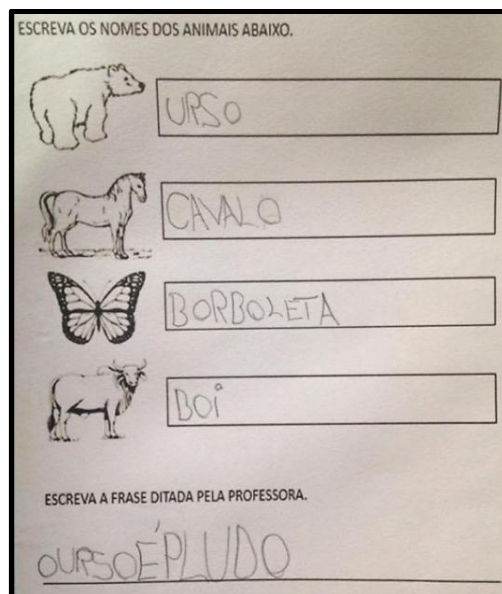 ESCREVA OS NOMES DOS ANIMAIS ABAIXO.
URSO
CAVALO
BORBOLETA
BOi
ESCREVA A FRASE DITADA PELA PROFESSORA.
OURSOÉPLUDO